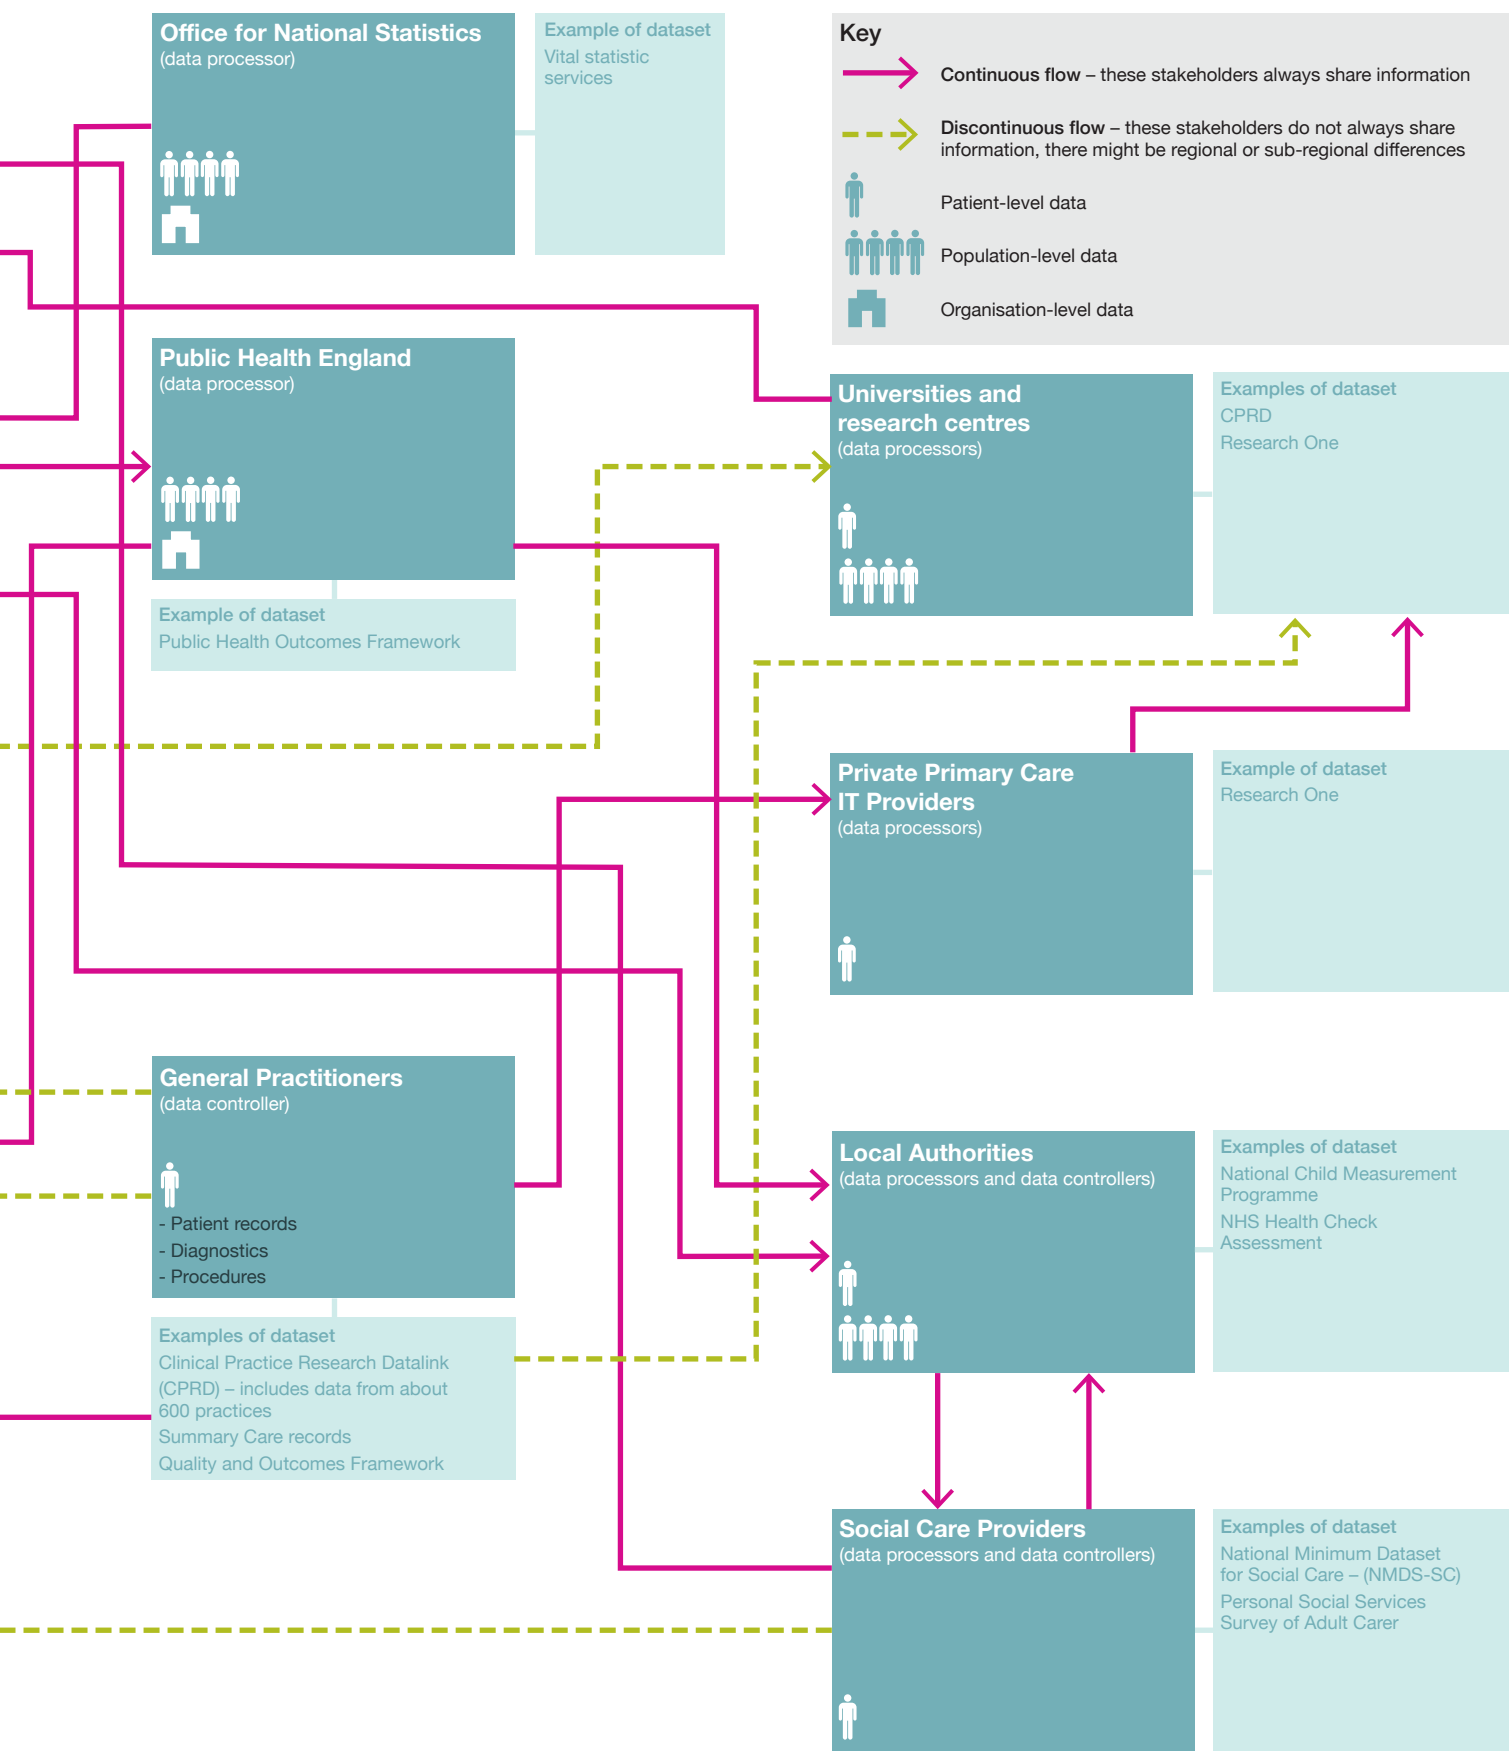 Office for National Statistics
(data processor)
Example of dataset
Vital statistic
services
Key
Continuous flow – these stakeholders always share information
Discontinuous flow – these stakeholders do not always share
information, there might be regional or sub-regional differences
Patient-level data
Population-level data
Organisation-level data
Public Health England
(data processor)
Example of dataset
Public Health Outcomes Framework
Universities and
research centres
(data processors)
Examples of dataset
CPRD
Research One
Private Primary Care
IT Providers
(data processors)
Example of dataset
Research One
General Practitioners
(data controller)
- Patient records
- Diagnostics
- Procedures
Examples of dataset
Clinical Practice Research Datalink
(CPRD) – includes data from about
600 practices
Summary Care records
Quality and Outcomes Framework
Local Authorities
(data processors and data controllers)
Examples of dataset
National Child Measurement
Programme
NHS Health Check
Assessment
Social Care Providers
(data processors and data controllers)
Examples of dataset
National Minimum Dataset
for Social Care – (NMDS-SC)
Personal Social Services
Survey of Adult Carer